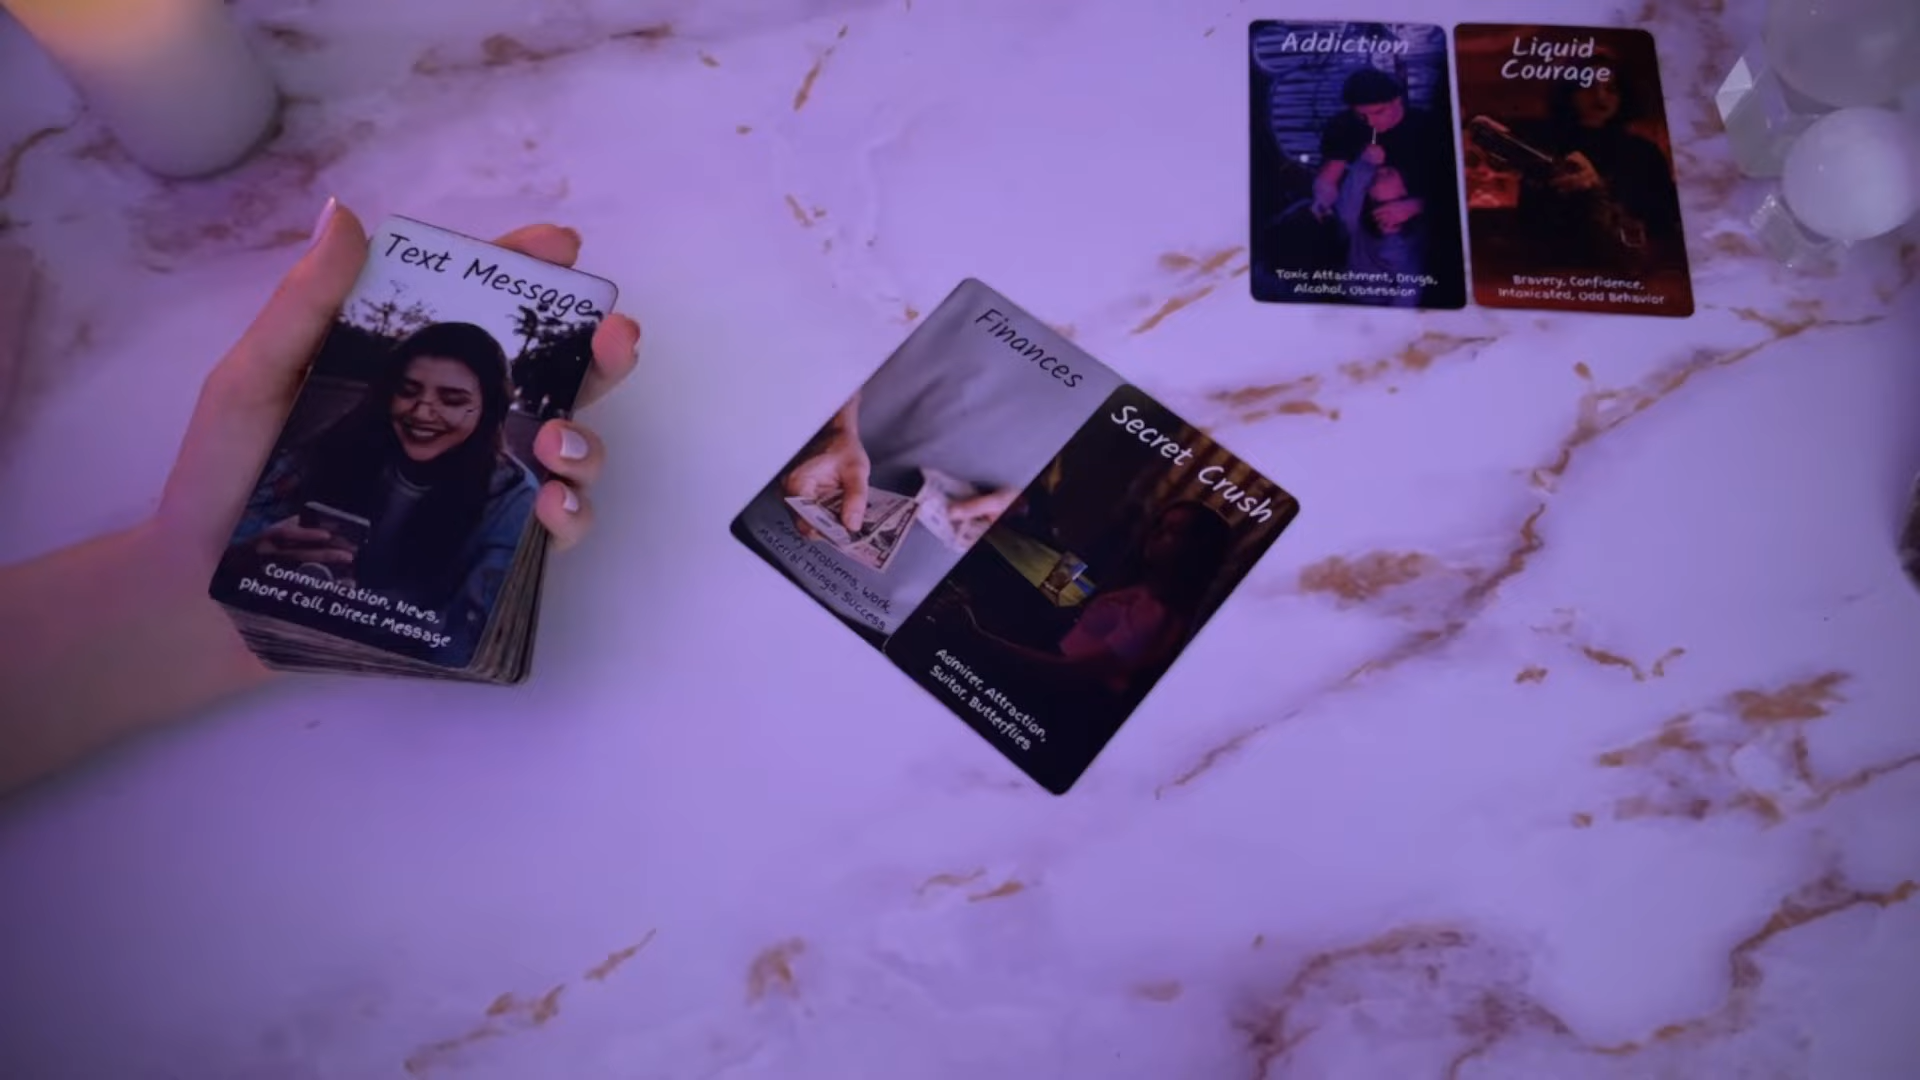 Text Message
Communication, News,
Phone Call, Direct Message
Finances
Money Problems, Work,
Material Things, Success
Secret Crush
Admirer, Attraction,
Suitor, Butterflies
Addiction
Toxic Attachment, Drugs,
Alcohol, Obsession
Liquid
Courage
Bravery, Confidence,
Intoxicated, Odd Behavior